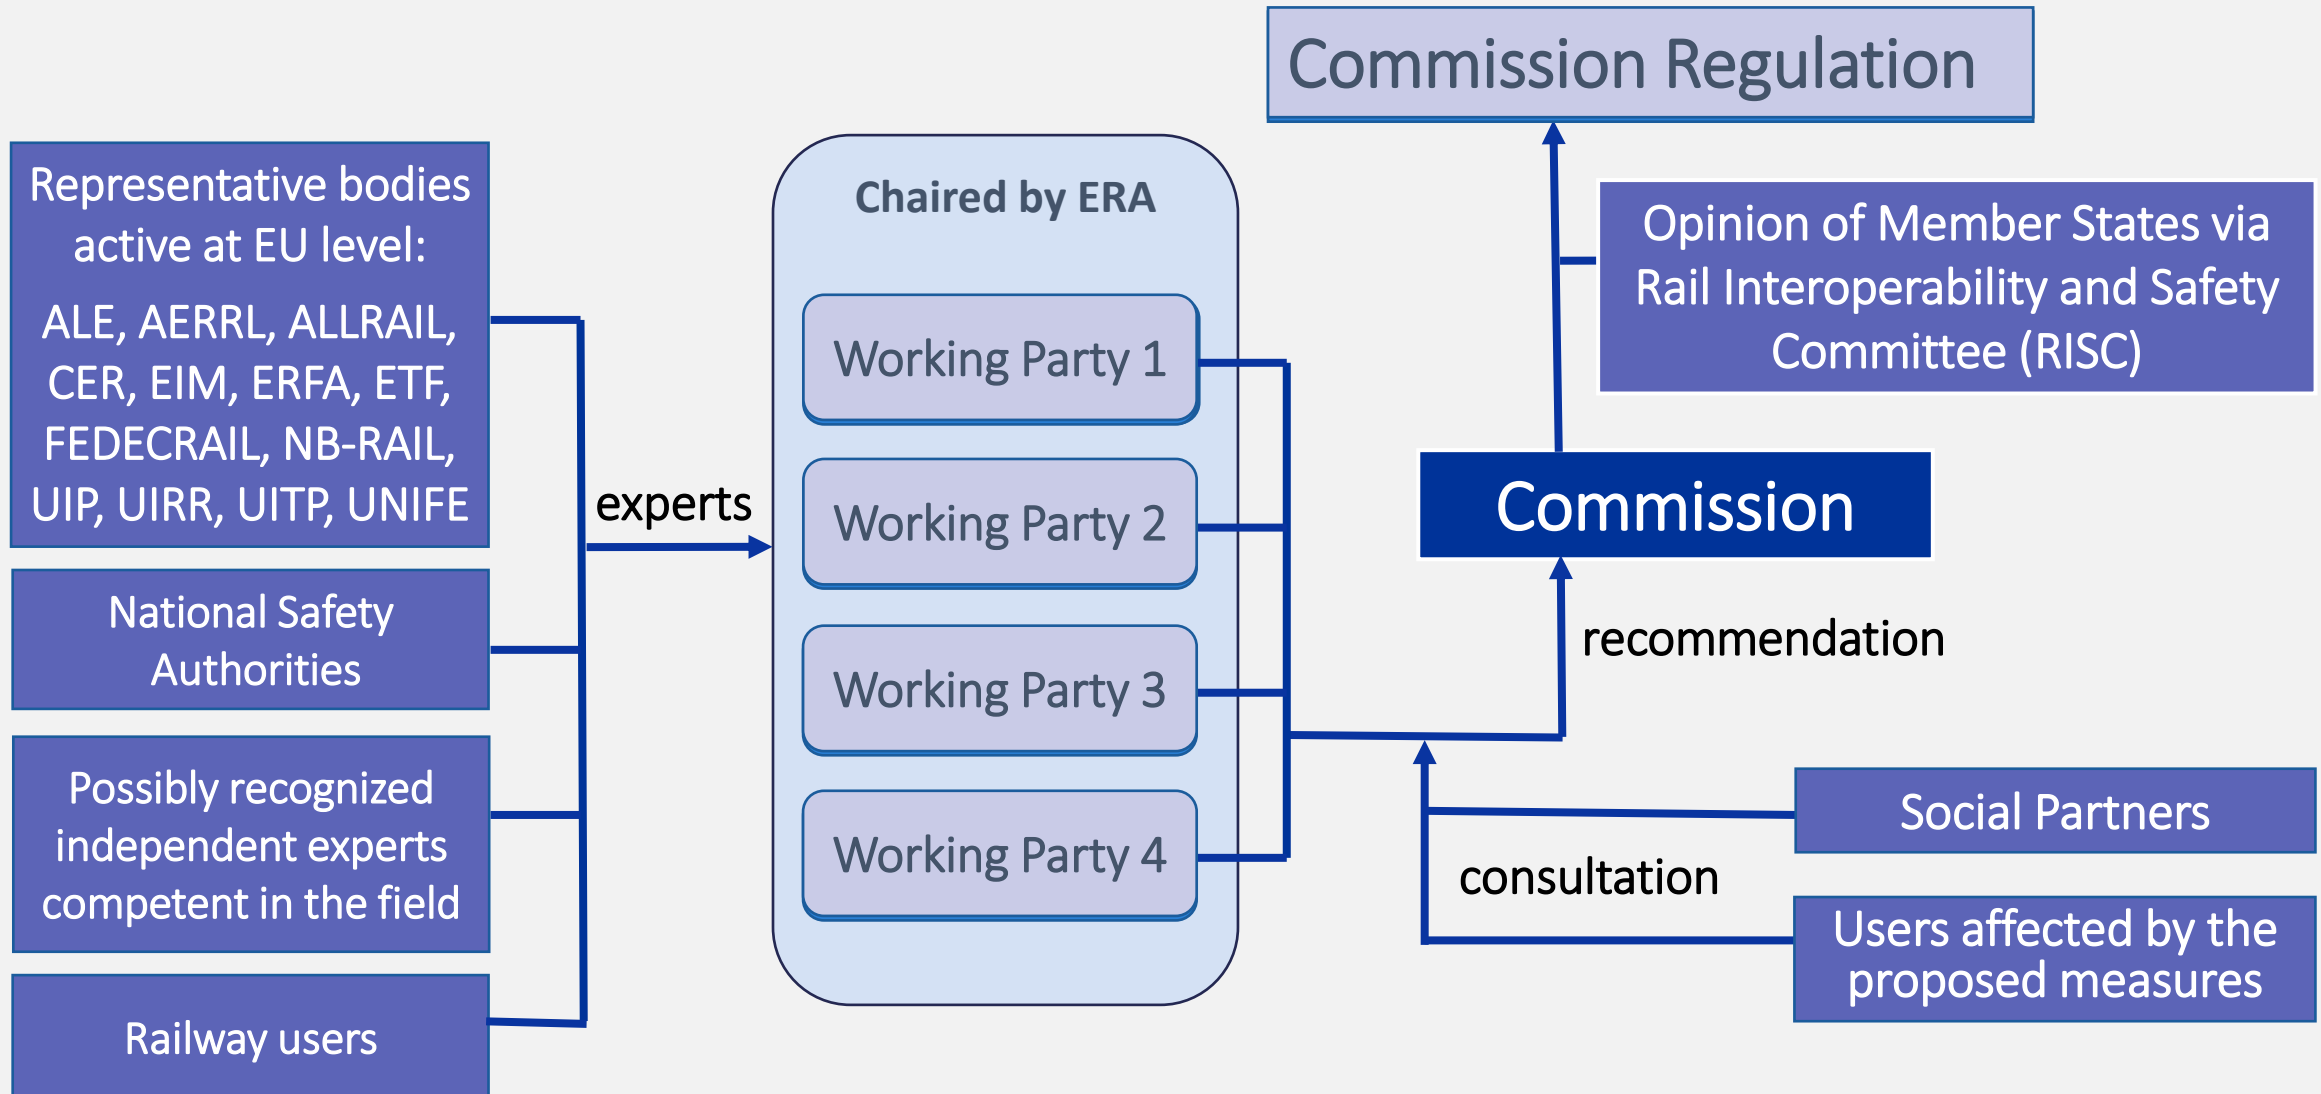 Commission Regulation
Representative bodies
active at EU level:
ALE, AERRL, ALLRAIL,
CER, EIM, ERFA, ETF,
FEDECRAIL, NB-RAIL,
UIP, UIRR, UITP, UNIFE
National Safety
Authorities
Possibly recognized
independent experts
competent in the field
Railway users
experts
Chaired by ERA
Working Party 1
Working Party 2
Working Party 3
Working Party 4
Opinion of Member States via
Rail Interoperability and Safety
Committee (RISC)
Commission
recommendation
Social Partners
consultation
Users affected by the
proposed measures